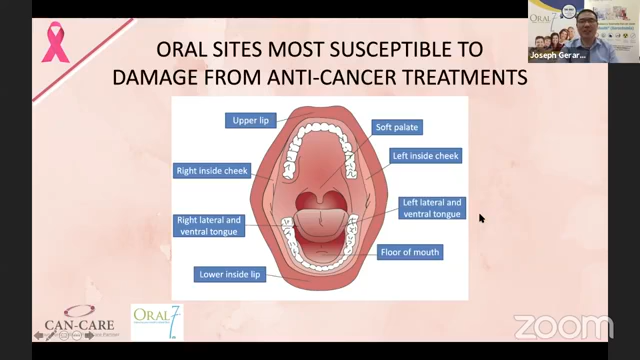 ORAL SITES MOST SUSCEPTIBLE TO
DAMAGE FROM ANTI-CANCER TREATMENTS
ORAL7
Joseph Gerar...
Upper lip
Soft palate
Right inside cheek
Left inside cheek
Right lateral and
ventral tongue
Left lateral and
ventral tongue
Floor of mouth
Lower inside lip
CAN-CARE
ORAL7
zoom